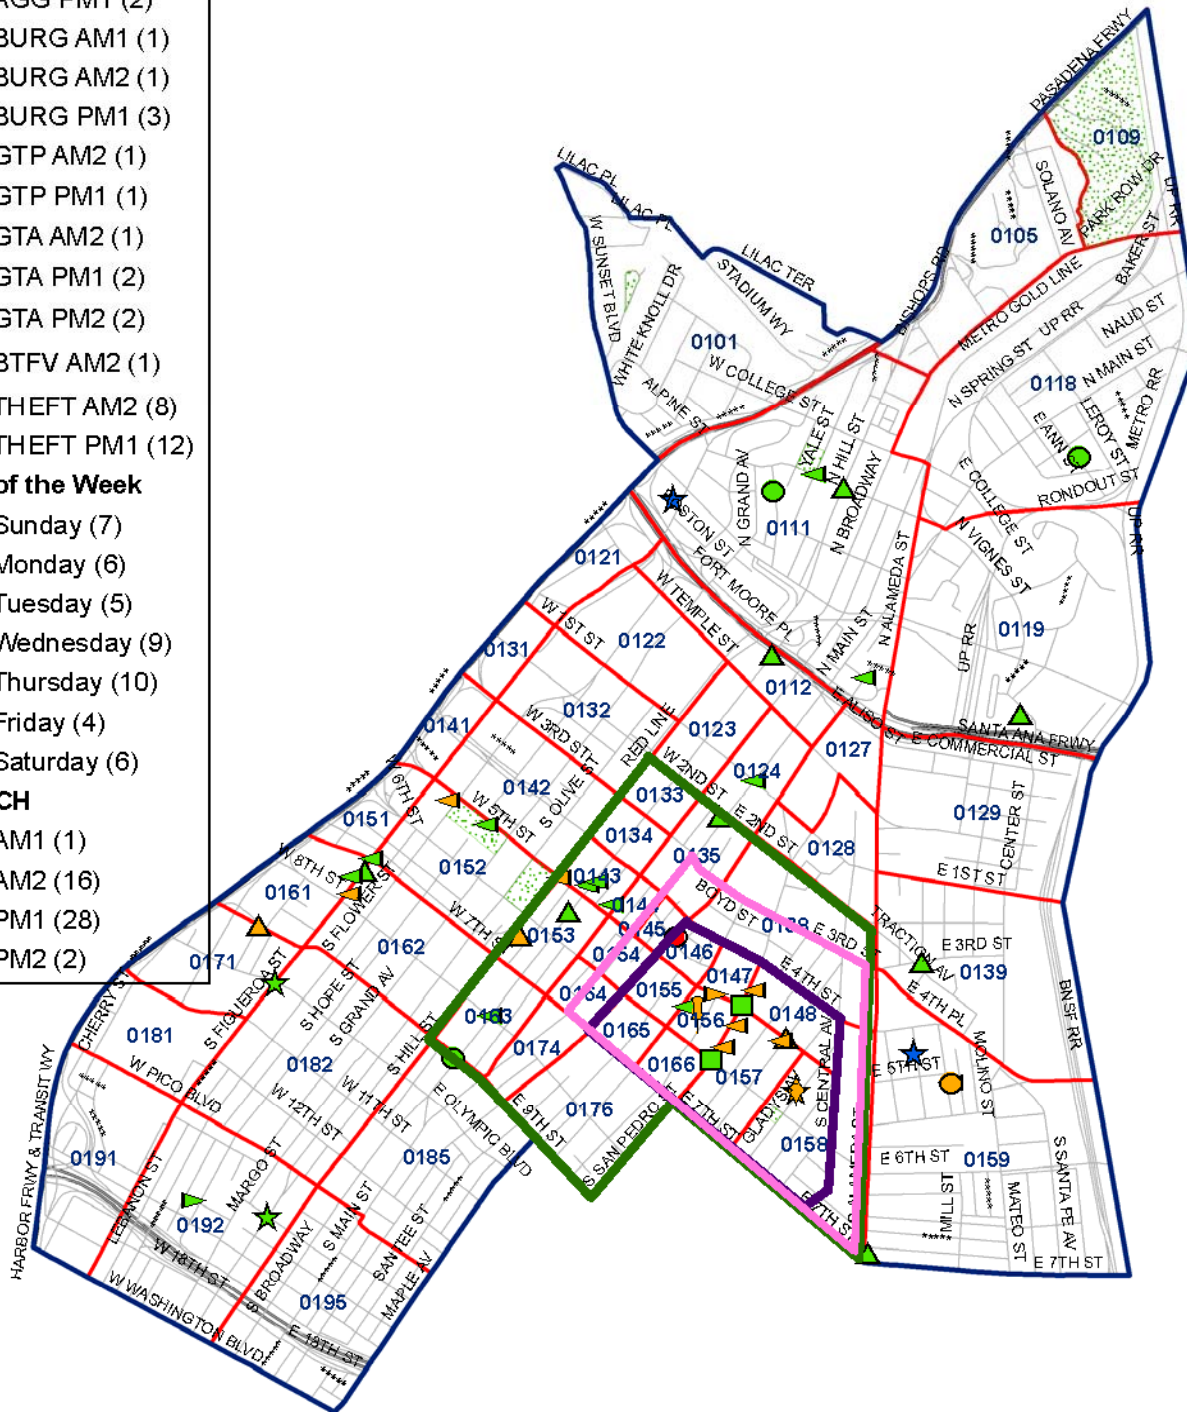 AGG PM1 (2)
BURG AM1 (1)
BURG AM2 (1)
BURG PM1 (3)
GTP AM2 (1)
GTP PM1 (1)
GTA AM2 (1)
GTA PM1 (2)
GTA PM2 (2)
BTFV AM2 (1)
THEFT AM2 (8)
THEFT PM1 (12)
of the Week
Sunday (7)
Monday (6)
Tuesday (5)
Wednesday (9)
Thursday (10)
Friday (4)
Saturday (6)
CH
AM1 (1)
AM2 (16)
PM1 (28)
PM2 (2)
PASADENA FRWY
0109
SOLANO AV
PARK ROW DR
UP RR
0105
BAKER ST
LILAC PL
LILAC PL
LILAC TER
W SUNSET BLVD
STADIUM WY
WHITE KNOLL DR
BISHOPS RD
METRO GOLD LINE
UP RR
NAUD ST
N SPRING ST
N MAIN ST
0101
W COLLEGE ST
ALPINE ST
0118
METRO RR
LEROY ST
E ANN ST
RONDOUT ST
YALE ST
N HILL ST
N GRAND AV
N BROADWAY
0111
BOSTON ST
E COLLEGE ST
N VIGNES ST
UP RR
N ALAMEDA ST
FORT MOORE PL
0121
W TEMPLE ST
W 1ST ST
0122
N MAIN ST
0119
UP RR
0131
0112
E ALISO ST
SANTA ANA FRWY
E COMMERCIAL ST
0132
0123
0127
W 3RD ST
RED LINE
W 2ND ST
0141
0142
S OLIVE ST
0124
0133
E 2ND ST
0129
CENTER ST
W 6TH ST
W 5TH ST
0151
0134
0135
0128
E 1ST ST
W 8TH ST
0152
0143
0161
S FLOWER ST
BOYD ST
0138
E 3RD ST
TRACTION AV
E 3RD ST
0139
W 7TH ST
0153
0144
0145
0154
0146
0162
0171
S FIGUEROA ST
S HOPE ST
S GRAND AV
CHERRY ST
0147
E 4TH ST
E 4TH PL
0155
0164
0148
BNSF RR
0163
0165
0156
S CENTRAL AV
0181
S HILL ST
0174
0166
0157
E 5TH ST
MOLINO ST
0182
W PICO BLVD
W 11TH ST
W 12TH ST
E OLYMPIC BLVD
E 9TH ST
0176
S SAN PEDRO
E 7TH ST
GLADYS AV
0158
S ALAMEDA ST
E 6TH ST
0159
HARBOR FRWY & TRANSIT WY
0191
LEBANON ST
MARGO ST
0185
0192
S MAIN ST
SANTEE ST
MAPLE AV
S BROADWAY
MILL ST
MATEO ST
S SANTA FE AV
E 7TH ST
E 7TH ST
W 18TH ST
W WASHINGTON BLVD
0195
E 18TH ST